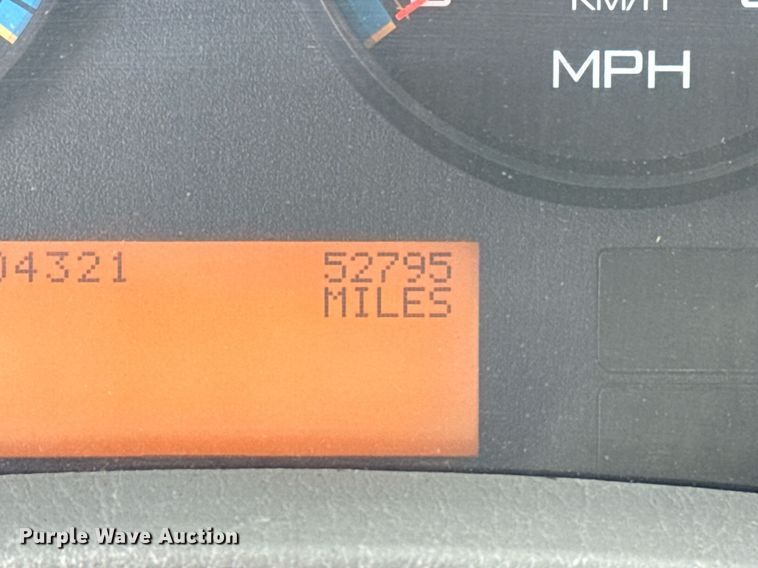 MPH
04321 52795
MILES
Purple Wave Auction